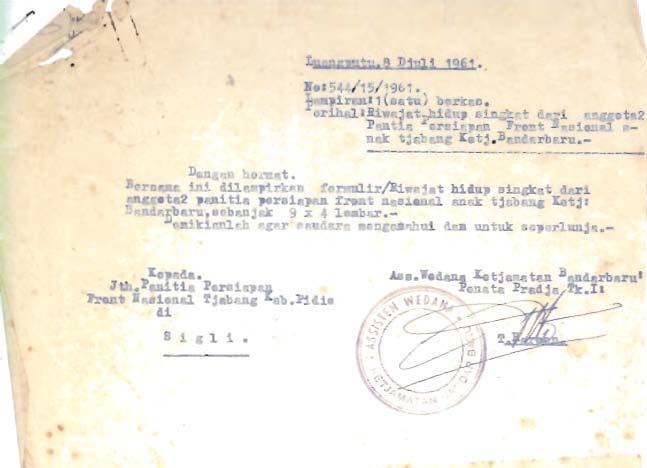 Luangputu, 8 Djuli 1961.
No:544/15/1961.
Lampiran:1(satu) berkas.
Perihal:Riwajat hidup singkat dari anggota2
Pantia Persiapan Front Nasional a-
nak tjabang Ketj.Bandarbaru.-
Dengan hormat.
Bersama ini dilampirkan formulir/Riwajat hidup singkat dari
anggota2 panitia persiapan front nasional anak tjabang Ketj:
Bandarbaru,sebanjak 9 x 4 lembar.-
Demikianlah agar saudara mengetahui dan untuk seperlunja.-
Kepada.
Jth.Panitia Persiapan
Front Nasional Tjabang Kab.Pidie
di
Sigli.
Ass.Wedana Ketjamatan Bandarbaru:
Penata Pradja Tk.I:
ASSISTEN WEDANA
KETJAMATAN
T.